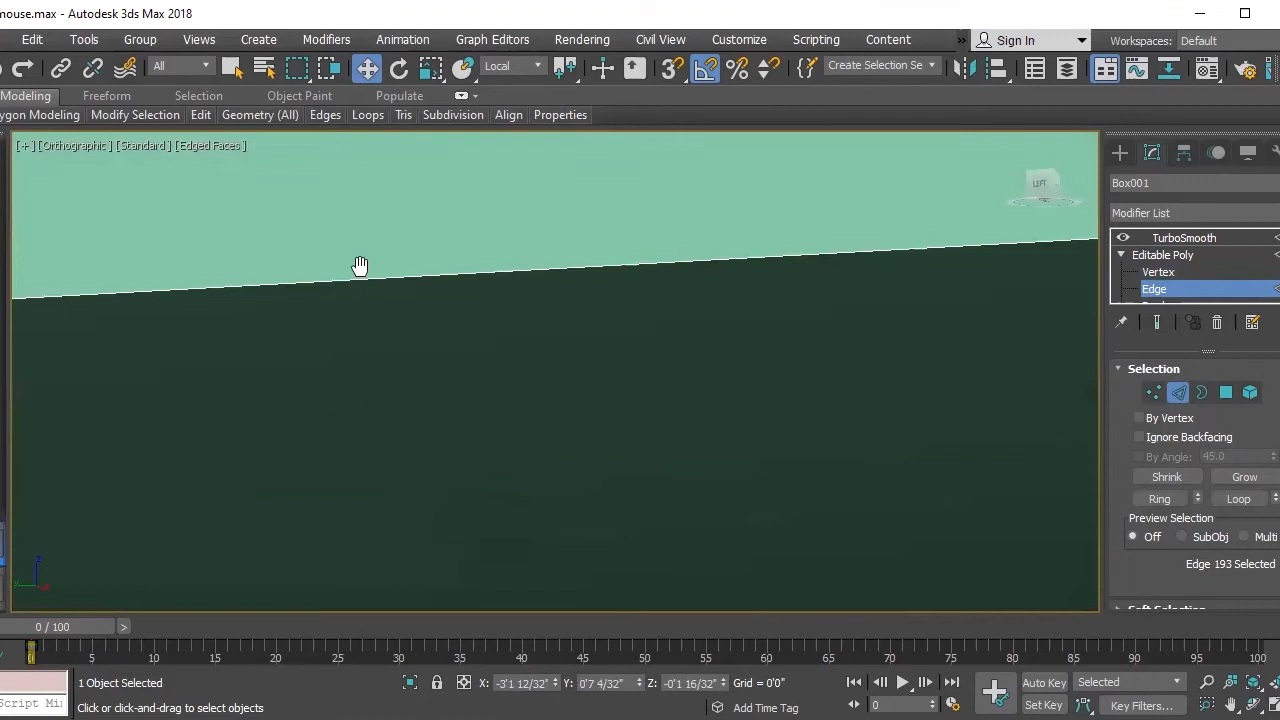 mouse.max - Autodesk 3ds Max 2018
Edit Tools Group Views Create Modifiers Animation Graph Editors Rendering Civil View Customize Scripting Content » Sign In Workspaces: Default
All Local Create Selection Se
Modeling Freeform Selection Object Paint Populate
ygon Modeling Modify Selection Edit Geometry (All) Edges Loops Tris Subdivision Align Properties
[+] [Orthographic ] [Standard ] [Edged Faces ]
LEFT
Box001
Modifier List
TurboSmooth
Editable Poly
Vertex
Edge
Selection
By Vertex
Ignore Backfacing
By Angle: 45.0
Shrink Grow
Ring Loop
Preview Selection
Off SubObj Multi
Edge 193 Selected
Soft Selection
z
y
0 / 100 >
5 10 15 20 25 30 35 40 45 50 55 60 65 70 75 80 85 90 95 100
1 Object Selected X: -3'1 12/32" Y: 0'7 4/32" Z: -0'1 16/32" Grid = 0'0" Auto Key Selected
Script Mi Click or click-and-drag to select objects Add Time Tag 0 Set Key Key Filters...